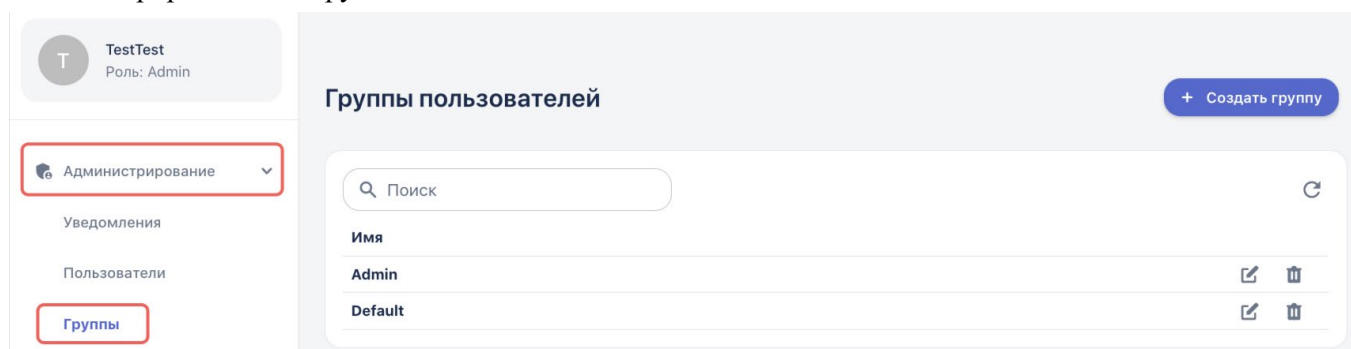 T
TestTest
Роль: Admin
Группы пользователей
+ Создать группу
Администрирование
Поиск
Уведомления
Имя
Пользователи
Admin
Default
Группы